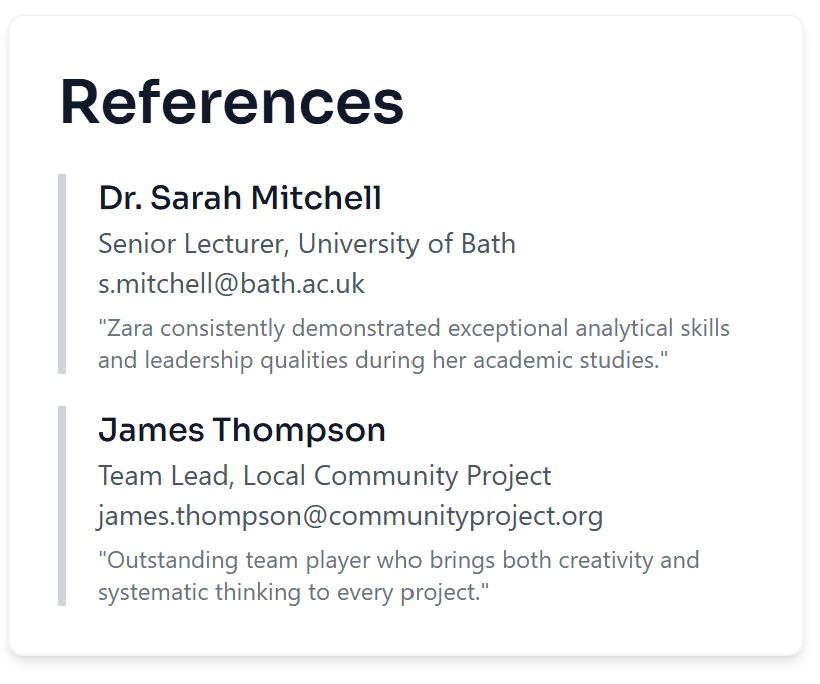 References
Dr. Sarah Mitchell
Senior Lecturer, University of Bath
s.mitchell@bath.ac.uk
"Zara consistently demonstrated exceptional analytical skills
and leadership qualities during her academic studies."
James Thompson
Team Lead, Local Community Project
james.thompson@communityproject.org
"Outstanding team player who brings both creativity and
systematic thinking to every project."